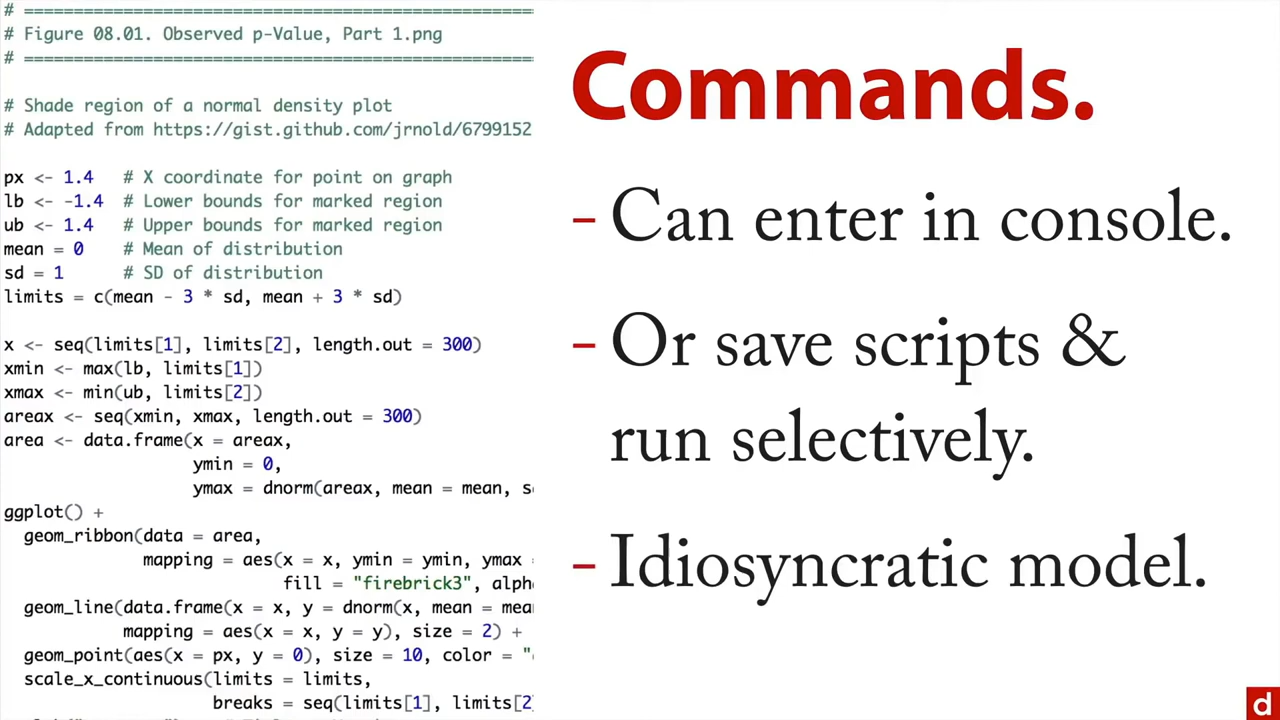 # =====================================================
# Figure 08.01. Observed p-Value, Part 1.png
# =====================================================
# Shade region of a normal density plot
# Adapted from https://gist.github.com/jrnold/6799152
px <- 1.4   # X coordinate for point on graph
lb <- -1.4  # Lower bounds for marked region
ub <- 1.4   # Upper bounds for marked region
mean = 0    # Mean of distribution
sd = 1      # SD of distribution
limits = c(mean - 3 * sd, mean + 3 * sd)
x <- seq(limits[1], limits[2], length.out = 300)
xmin <- max(lb, limits[1])
xmax <- min(ub, limits[2])
areax <- seq(xmin, xmax, length.out = 300)
area <- data.frame(x = areax,
                   ymin = 0,
                   ymax = dnorm(areax, mean = mean, s
ggplot() +
  geom_ribbon(data = area,
              mapping = aes(x = x, ymin = ymin, ymax =
                            fill = "firebrick3", alph
  geom_line(data.frame(x = x, y = dnorm(x, mean = mea
            mapping = aes(x = x, y = y), size = 2) +
  geom_point(aes(x = px, y = 0), size = 10, color = "
  scale_x_continuous(limits = limits,
                     breaks = seq(limits[1], limits[2]
Commands.
– Can enter in console.
– Or save scripts &
run selectively.
– Idiosyncratic model.
d